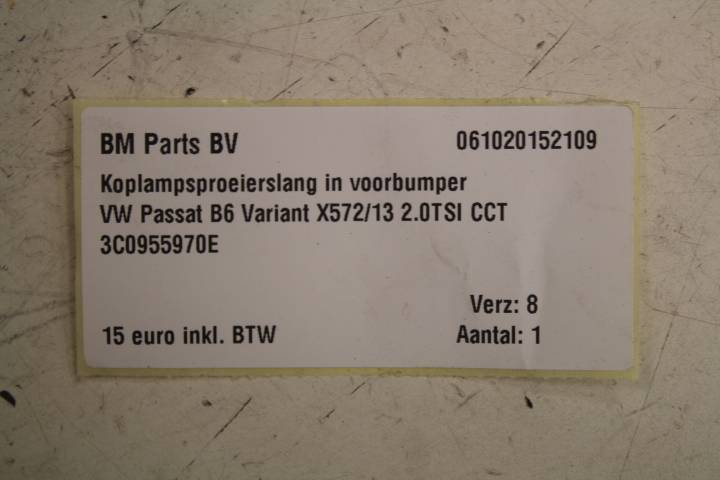 BM Parts BV 061020152109
Koplampsproeierslang in voorbumper
VW Passat B6 Variant X572/13 2.0TSI CCT
3C0955970E
Verz: 8
15 euro inkl. BTW Aantal: 1